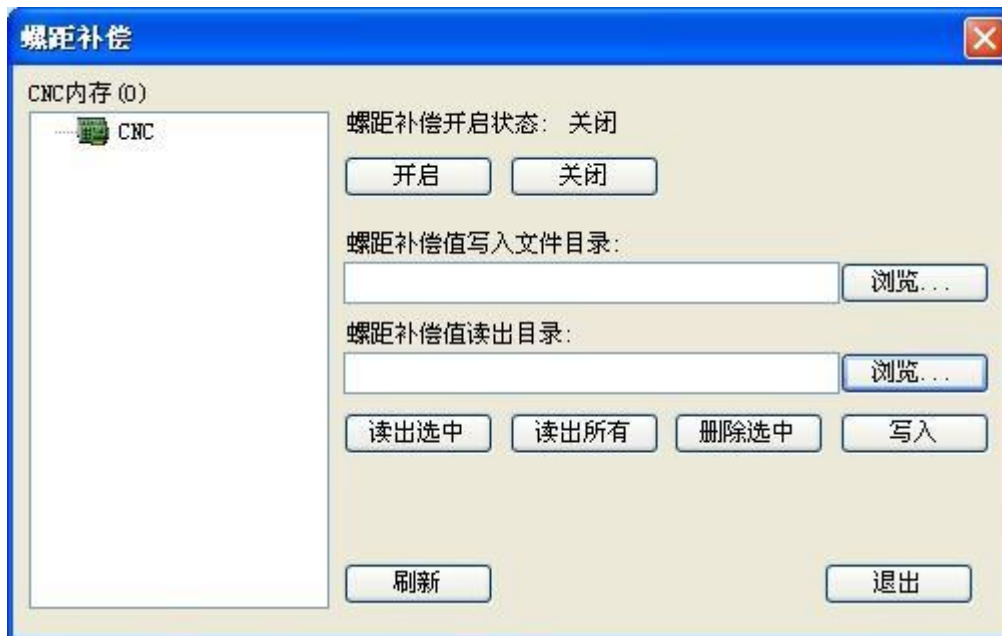 螺距补偿
CNC内存(0)
CNC
螺距补偿开启状态: 关闭
开启 关闭
螺距补偿值写入文件目录:
浏览...
螺距补偿值读出目录:
浏览...
读出选中 读出所有 删除选中 写入
刷新 退出